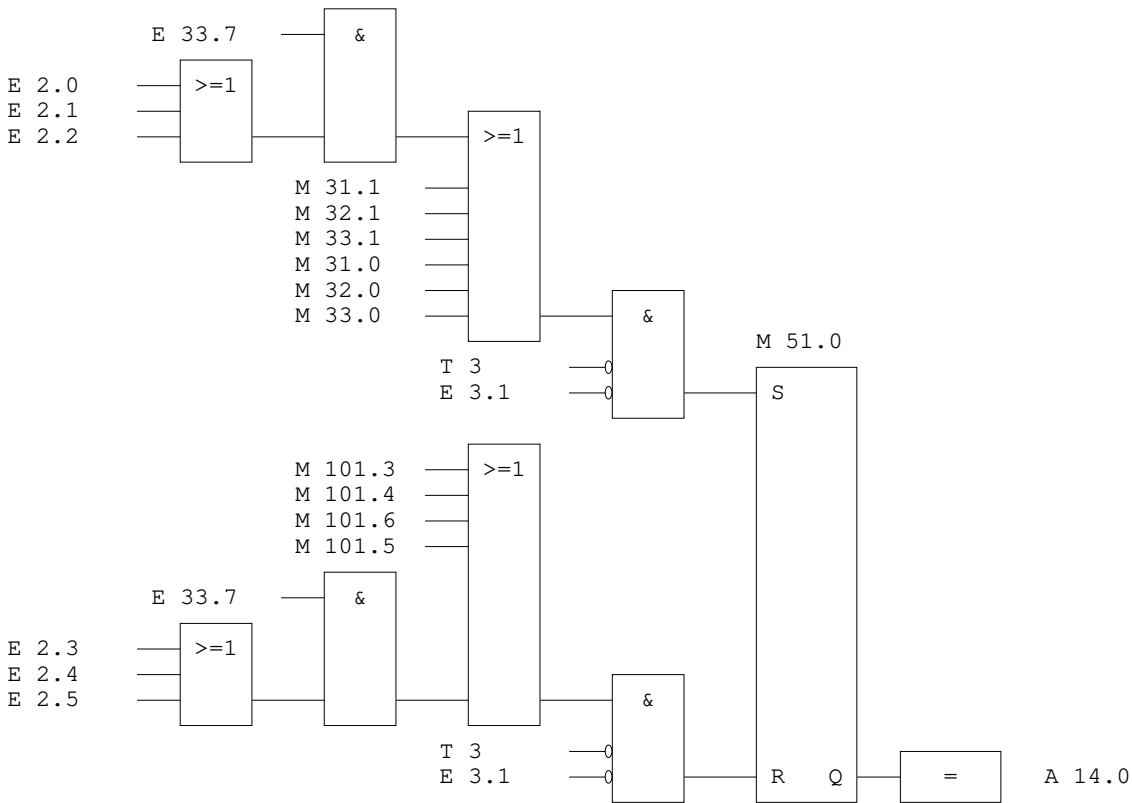 E 33.7 &
E 2.0 >=1
E 2.1
E 2.2 >=1
M 31.1
M 32.1
M 33.1
M 31.0
M 32.0
M 33.0 &
M 51.0
T 3
E 3.1 S
M 101.3 >=1
M 101.4
M 101.6
M 101.5
E 33.7 &
E 2.3 >=1
E 2.4
E 2.5 &
T 3
E 3.1 R Q = A 14.0